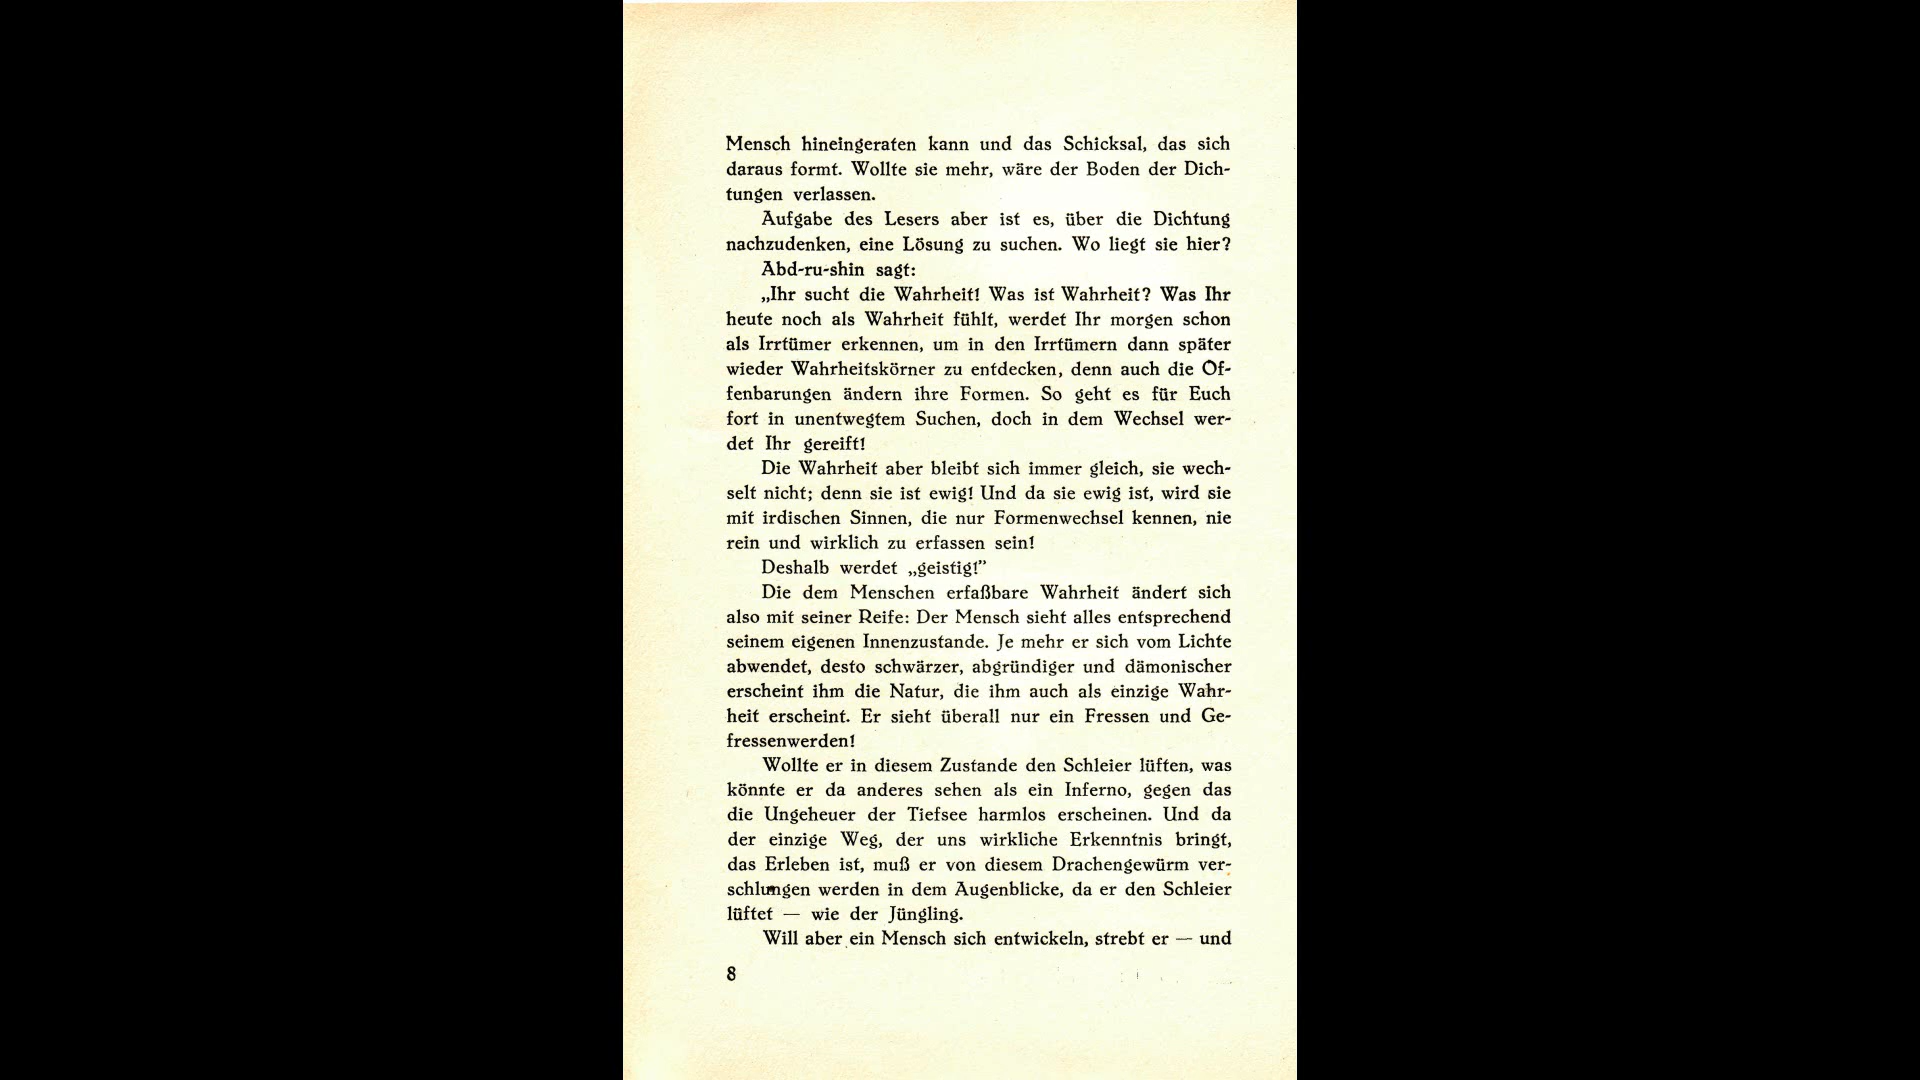 Mensch hineingeraten kann und das Schicksal, das sich
daraus formt. Wollte sie mehr, wäre der Boden der Dich-
tungen verlassen.
Aufgabe des Lesers aber ist es, über die Dichtung
nachzudenken, eine Lösung zu suchen. Wo liegt sie hier?
Abd-ru-shin sagt:
„Ihr sucht die Wahrheit! Was ist Wahrheit? Was Ihr
heute noch als Wahrheit fühlt, werdet Ihr morgen schon
als Irrtümer erkennen, um in den Irrtümern dann später
wieder Wahrheitskörner zu entdecken, denn auch die Of-
fenbarungen ändern ihre Formen. So geht es für Euch
fort in unentwegtem Suchen, doch in dem Wechsel wer-
det Ihr gereift!
Die Wahrheit aber bleibt sich immer gleich, sie wech-
selt nicht; denn sie ist ewig! Und da sie ewig ist, wird sie
mit irdischen Sinnen, die nur Formenwechsel kennen, nie
rein und wirklich zu erfassen sein!
Deshalb werdet „geistig!”
Die dem Menschen erfaßbare Wahrheit ändert sich
also mit seiner Reife: Der Mensch sieht alles entsprechend
seinem eigenen Innenzustande. Je mehr er sich vom Lichte
abwendet, desto schwärzer, abgründiger und dämonischer
erscheint ihm die Natur, die ihm auch als einzige Wahr-
heit erscheint. Er sieht überall nur ein Fressen und Ge-
fressenwerden!
Wollte er in diesem Zustande den Schleier lüften, was
könnte er da anderes sehen als ein Inferno, gegen das
die Ungeheuer der Tiefsee harmlos erscheinen. Und da
der einzige Weg, der uns wirkliche Erkenntnis bringt,
das Erleben ist, muß er von diesem Drachengewürm ver-
schlungen werden in dem Augenblicke, da er den Schleier
lüftet — wie der Jüngling.
Will aber ein Mensch sich entwickeln, strebt er — und
8